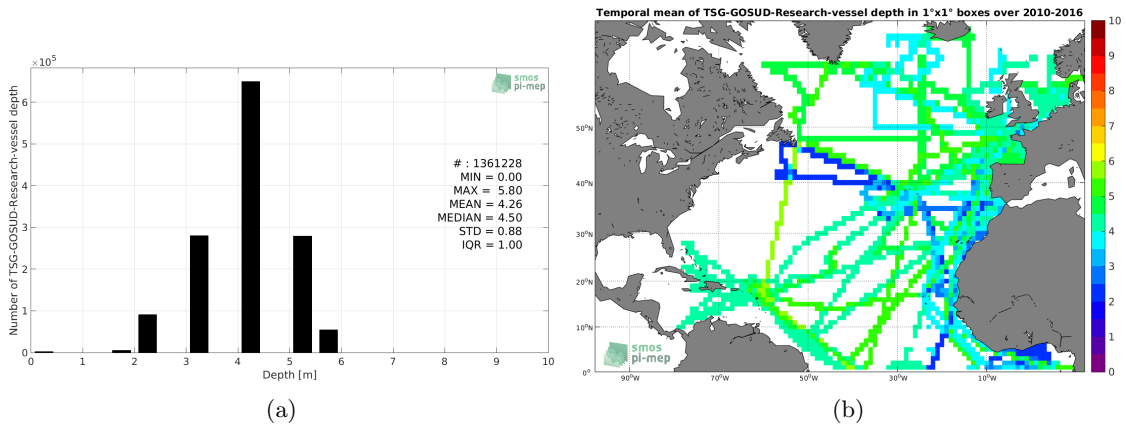 ×10⁵
6
5
4
3
2
1
0
Number of TSG-GOSUD-Research-vessel depth
smos
pi-mep
# : 1361228
MIN = 0.00
MAX = 5.80
MEAN = 4.26
MEDIAN = 4.50
STD = 0.88
IQR = 1.00
0 1 2 3 4 5 6 7 8 9 10
Depth [m]
(a)
Temporal mean of TSG-GOSUD-Research-vessel depth in 1°x1° boxes over 2010-2016
50°N
40°N
30°N
20°N
10°N
0°
90°W 70°W 50°W 30°W 10°W
smos
pi-mep
10
9
8
7
6
5
4
3
2
1
0
(b)